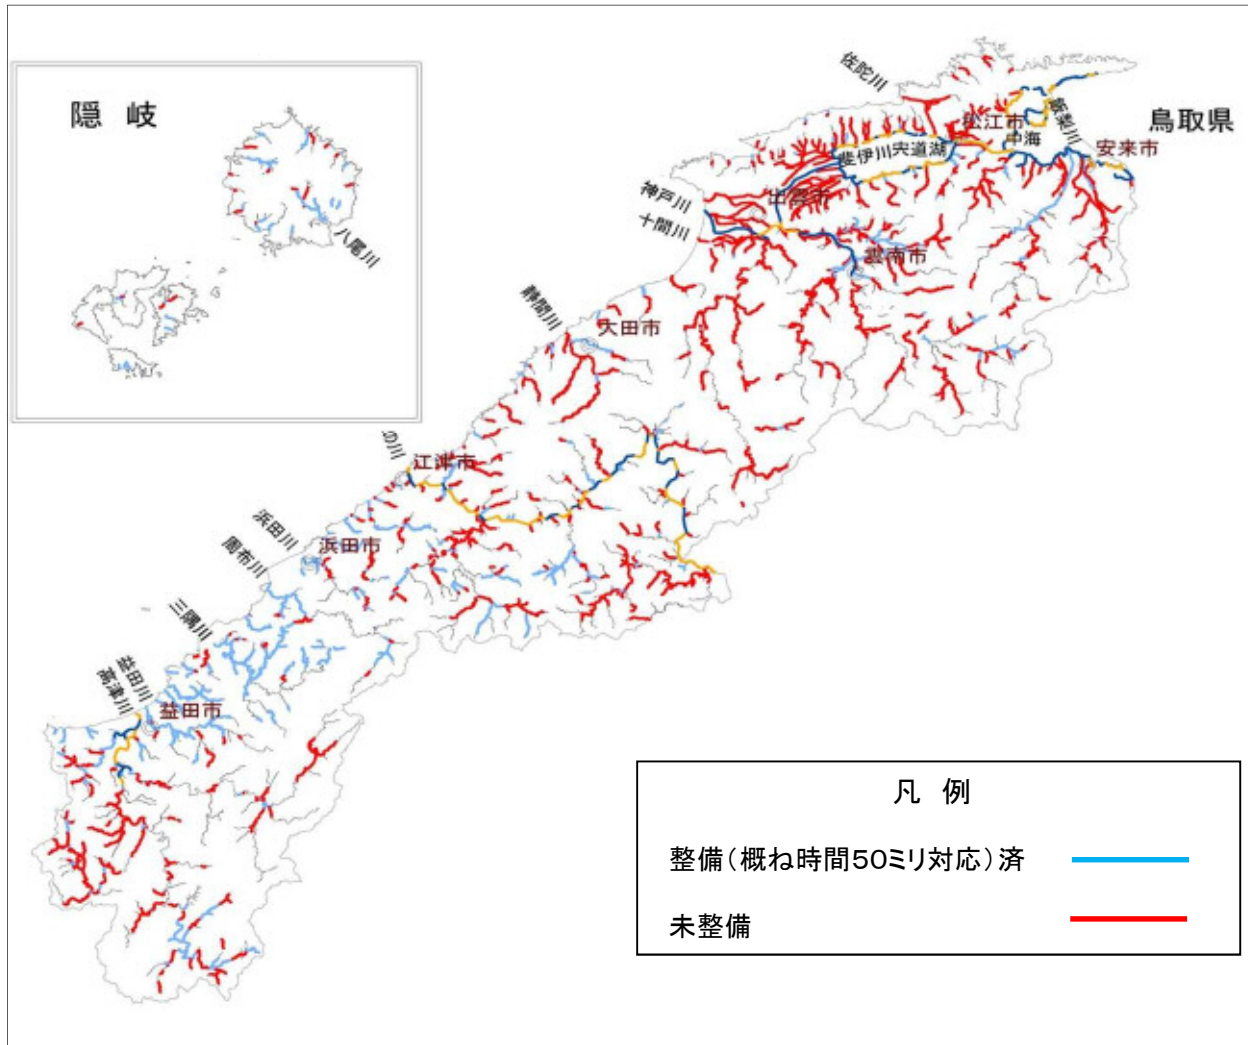 隠 岐
八尾川
佐陀川
松江市
中海
飯梨川
鳥取県
安来市
斐伊川宍道湖
神戸川
十間川
出雲市
雲南市
静間川
大田市
の川
江津市
浜田川
浜田市
周布川
三隅川
益田川
高津川
益田市
凡 例
整備(概ね時間50ミリ対応)済
未整備